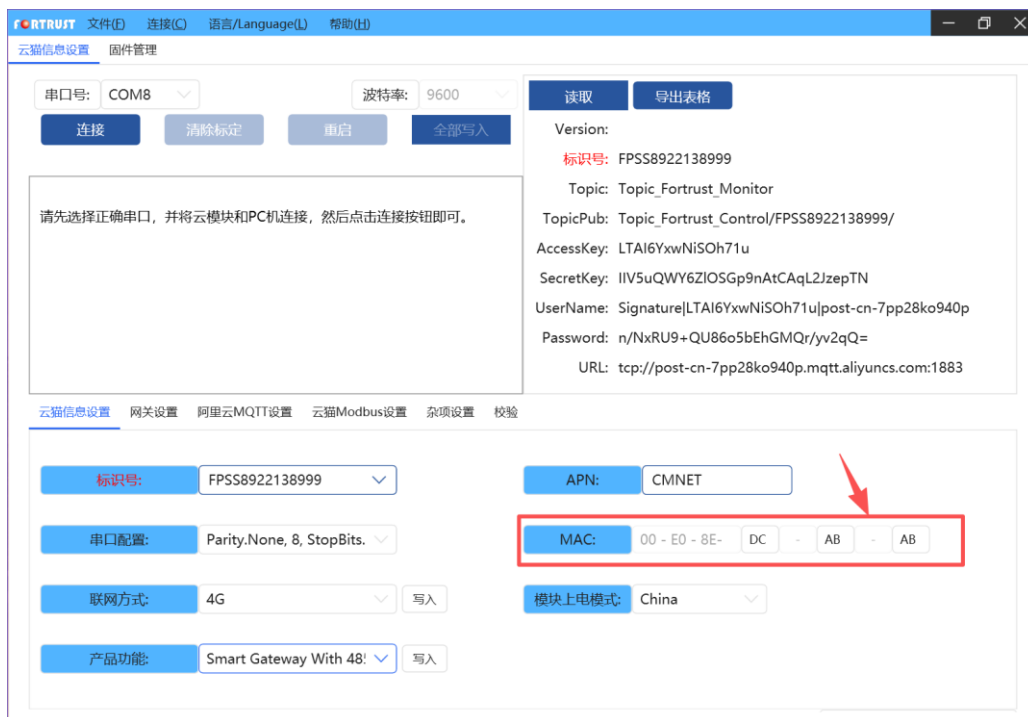 FORTRUST 文件(F) 连接(C) 语言/Language(L) 帮助(H)
云猫信息设置 固件管理
串口号: COM8 波特率: 9600
连接 清除标定 重启 全部写入
请先选择正确串口，并将云模块和PC机连接，然后点击连接按钮即可。
读取 导出表格
Version:
标识号: FPSS8922138999
Topic: Topic_Fortrust_Monitor
TopicPub: Topic_Fortrust_Control/FPSS8922138999/
AccessKey: LTAI6YxwNiSOh71u
SecretKey: IIV5uQWY6ZlOSGp9nAtCAqL2JzepTN
UserName: Signature|LTAI6YxwNiSOh71u|post-cn-7pp28ko940p
Password: n/NxRU9+QU86o5bEhGMQr/yv2qQ=
URL: tcp://post-cn-7pp28ko940p.mqtt.aliyuncs.com:1883
云猫信息设置 网关设置 阿里云MQTT设置 云猫Modbus设置 杂项设置 校验
标识号: FPSS8922138999 APN: CMNET
串口配置: Parity.None, 8, StopBits. MAC: 00 - E0 - 8E- DC - AB - AB
联网方式: 4G 写入 模块上电模式: China
产品功能: Smart Gateway With 48! 写入